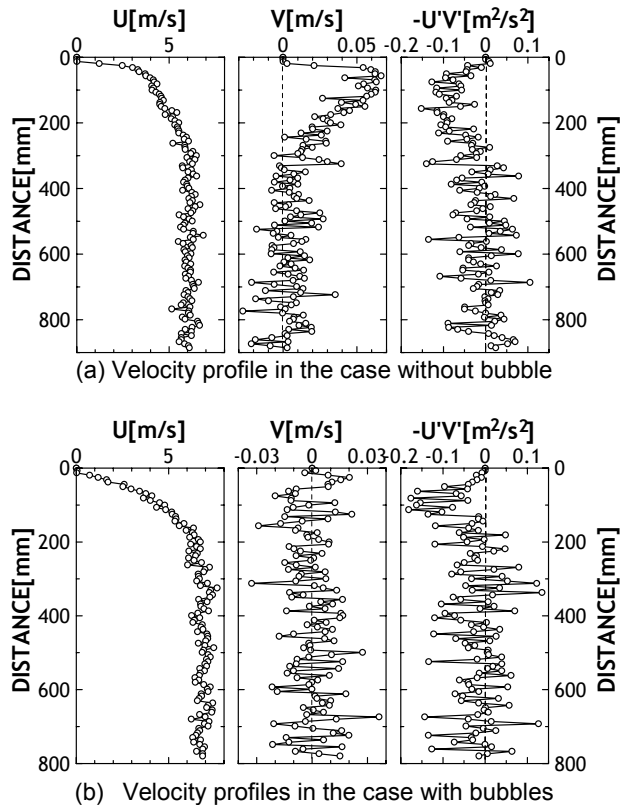 U[m/s] V[m/s] -U'V'[m²/s²]
0 5 0 0.05 -0.2 -0.1 0 0.1
0 0
200 200
400 400
600 600
800 800
DISTANCE[mm] DISTANCE[mm]
(a) Velocity profile in the case without bubble
U[m/s] V[m/s] -U'V'[m²/s²]
0 5 -0.03 0 0.03 -0.2 -0.1 0 0.1
0 0
200 200
400 400
600 600
800 800
DISTANCE[mm] DISTANCE[mm]
(b) Velocity profiles in the case with bubbles